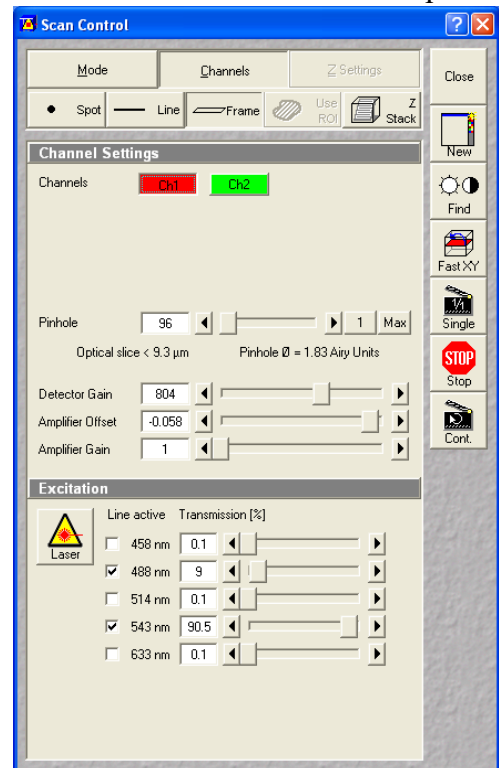 Scan Control
Mode Channels Z Settings
Spot Line Frame Use ROI Z Stack
Close
New
Find
Fast XY
1/1
Single
STOP
Stop
Cont.
Channel Settings
Channels Ch1 Ch2
Pinhole 96 1 Max
Optical slice < 9.3 µm Pinhole Ø = 1.83 Airy Units
Detector Gain 804
Amplifier Offset -0.058
Amplifier Gain 1
Excitation
Laser
Line active Transmission [%]
458 nm 0.1
488 nm 9
514 nm 0.1
543 nm 90.5
633 nm 0.1